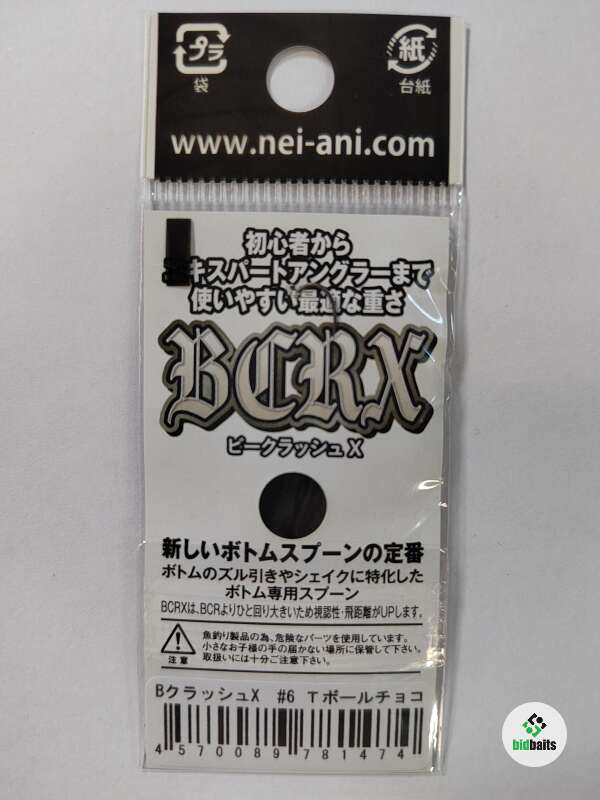 プラ
袋
紙
台紙
www.nei-ani.com
初心者から
エキスパートアングラーまで
使いやすい最適な重さ
BCRX
ビークラッシュX
新しいボトムスプーンの定番
ボトムのズル引きやシェイクに特化した
ボトム専用スプーン
BCRXは、BCRよりひと回り大きいため視認性・飛距離がUPします。
注意
魚釣り製品の為、危険なパーツを使用しています。
小さなお子様の手の届かない場所に保管して下さい。
取扱いには十分ご注意下さい。
BクラッシュX #6 Tボールチョコ
4570089781474
bidbaits